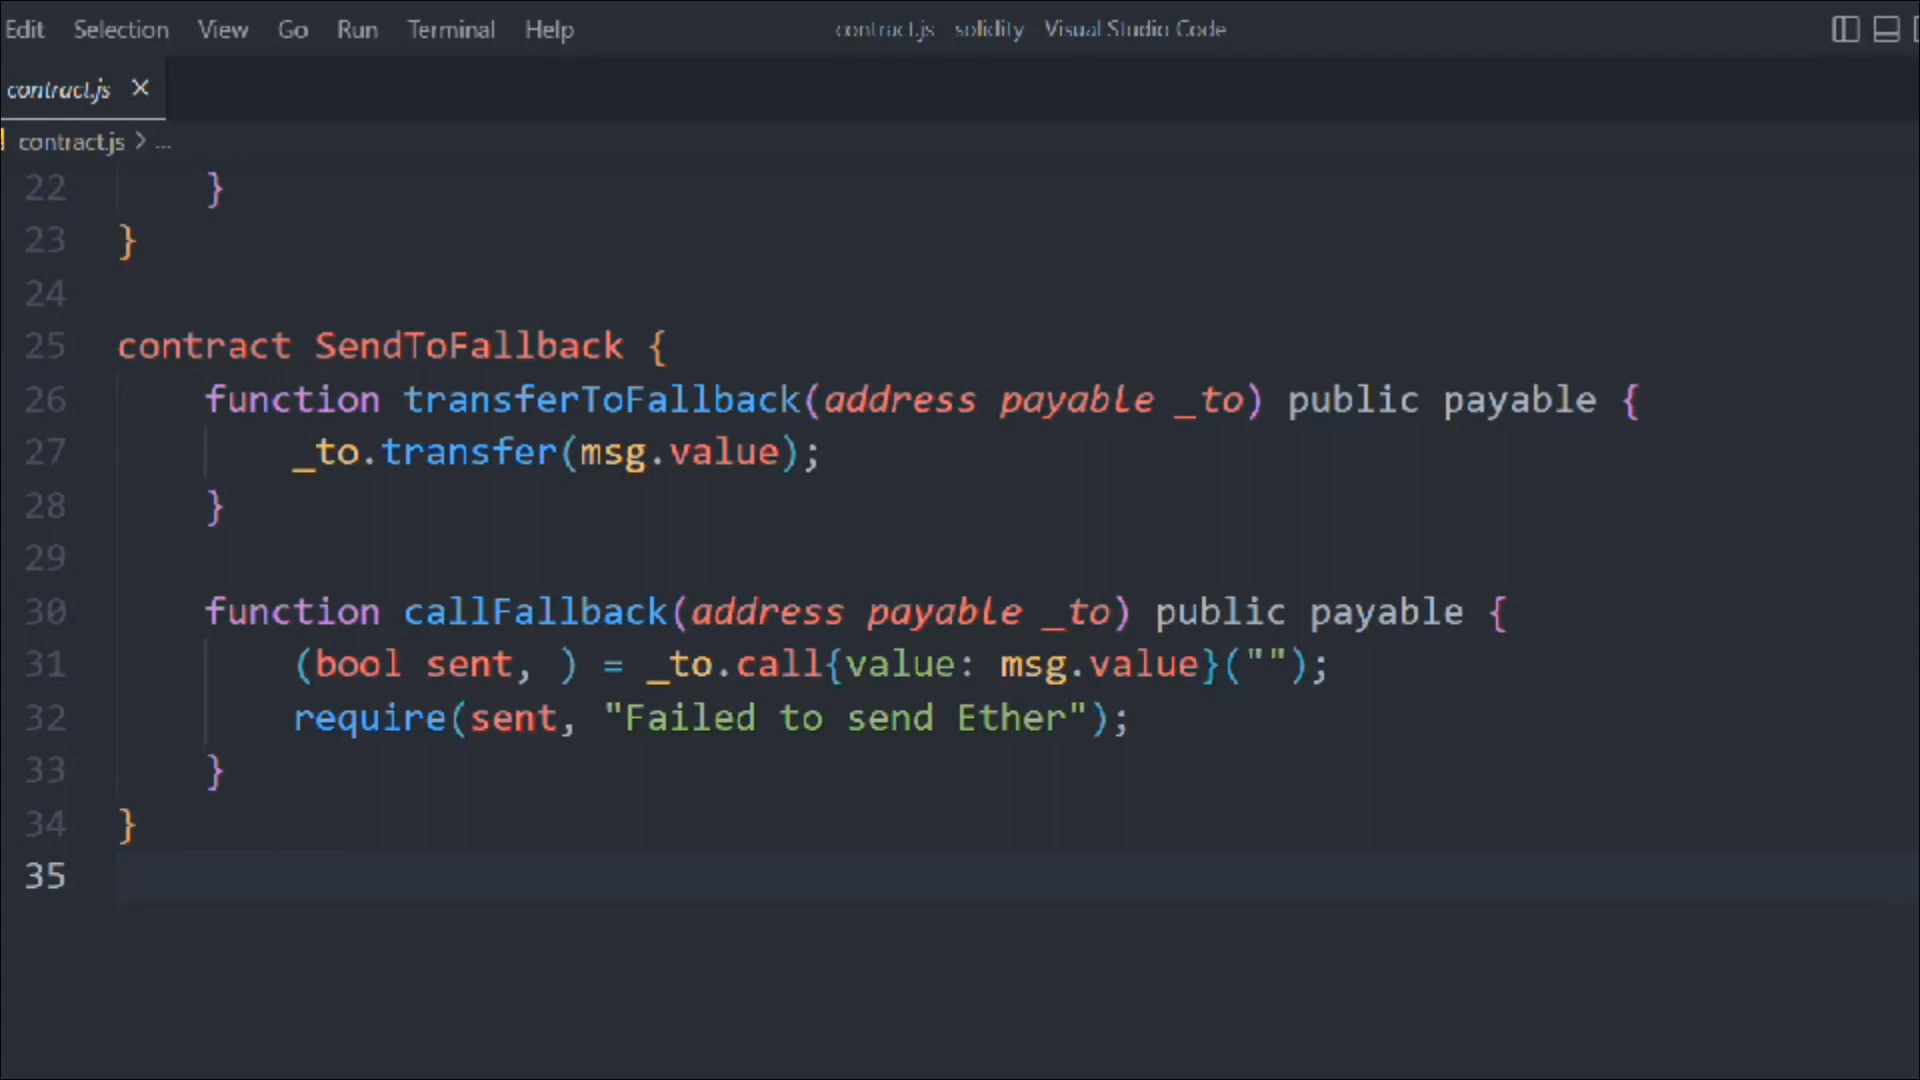 Edit Selection View Go Run Terminal Help contract.js solidity Visual Studio Code
contract.js ×
contract.js > ...
22 }
23 }
24
25 contract SendToFallback {
26 function transferToFallback(address payable _to) public payable {
27 _to.transfer(msg.value);
28 }
29
30 function callFallback(address payable _to) public payable {
31 (bool sent, ) = _to.call{value: msg.value}("");
32 require(sent, "Failed to send Ether");
33 }
34 }
35